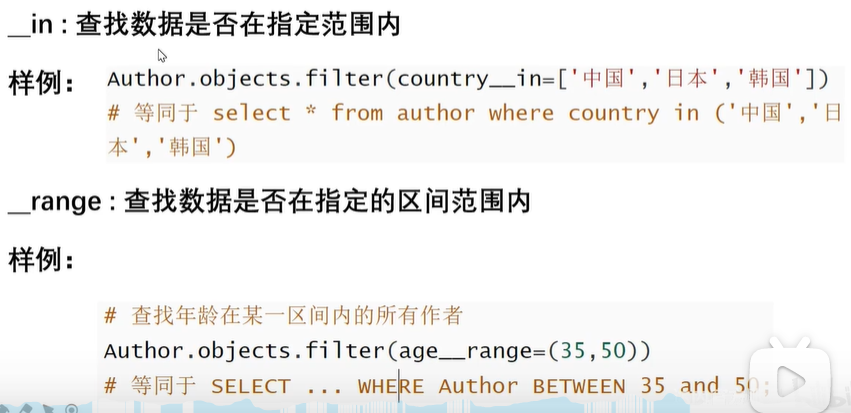 __in : 查找数据是否在指定范围内
样例： Author.objects.filter(country__in=['中国','日本','韩国'])
# 等同于 select * from author where country in ('中国','日
本','韩国')
__range : 查找数据是否在指定的区间范围内
样例：
# 查找年龄在某一区间内的所有作者
Author.objects.filter(age__range=(35,50))
# 等同于 SELECT ... WHERE Author BETWEEN 35 and 50;